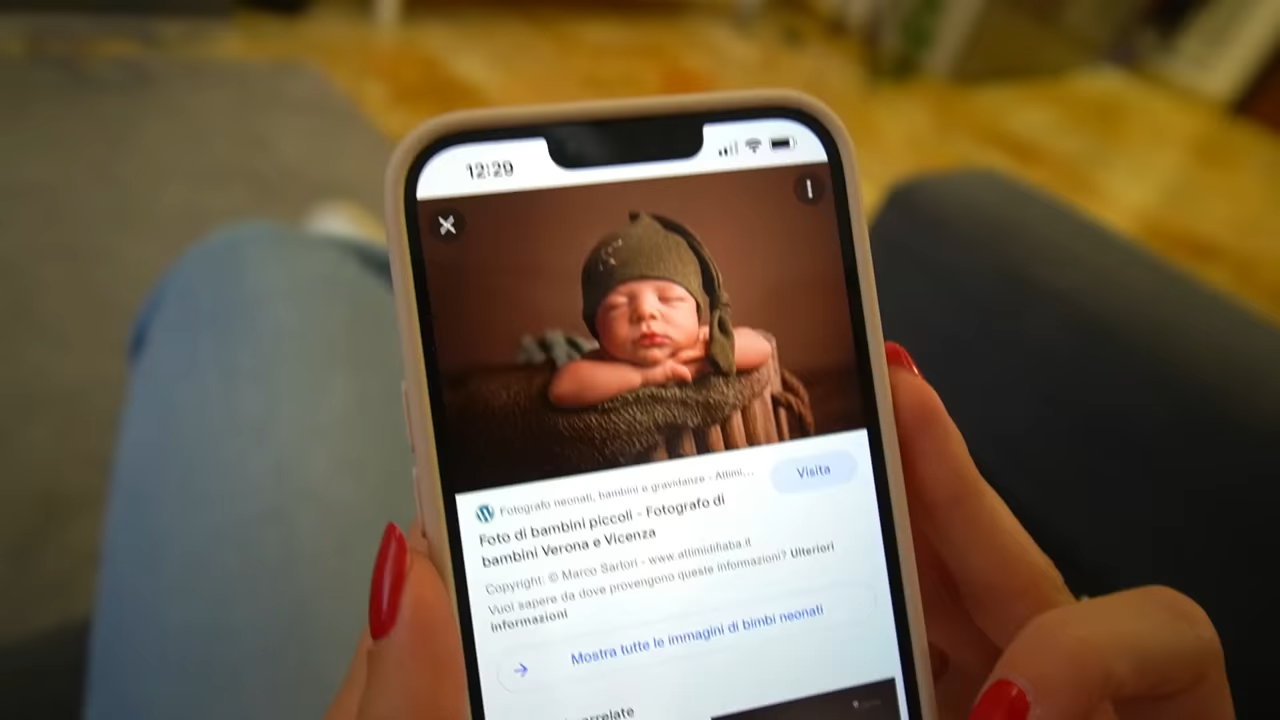 12:29
Fotografo neonati, bambini e gravidanze - Attimi...
Visita
Foto di bambini piccoli - Fotografo di
bambini Verona e Vicenza
Copyright: © Marco Sartori - www.attimidifiaba.it
Vuoi sapere da dove provengono queste informazioni? Ulteriori
informazioni
Mostra tutte le immagini di bimbi neonati
correlate